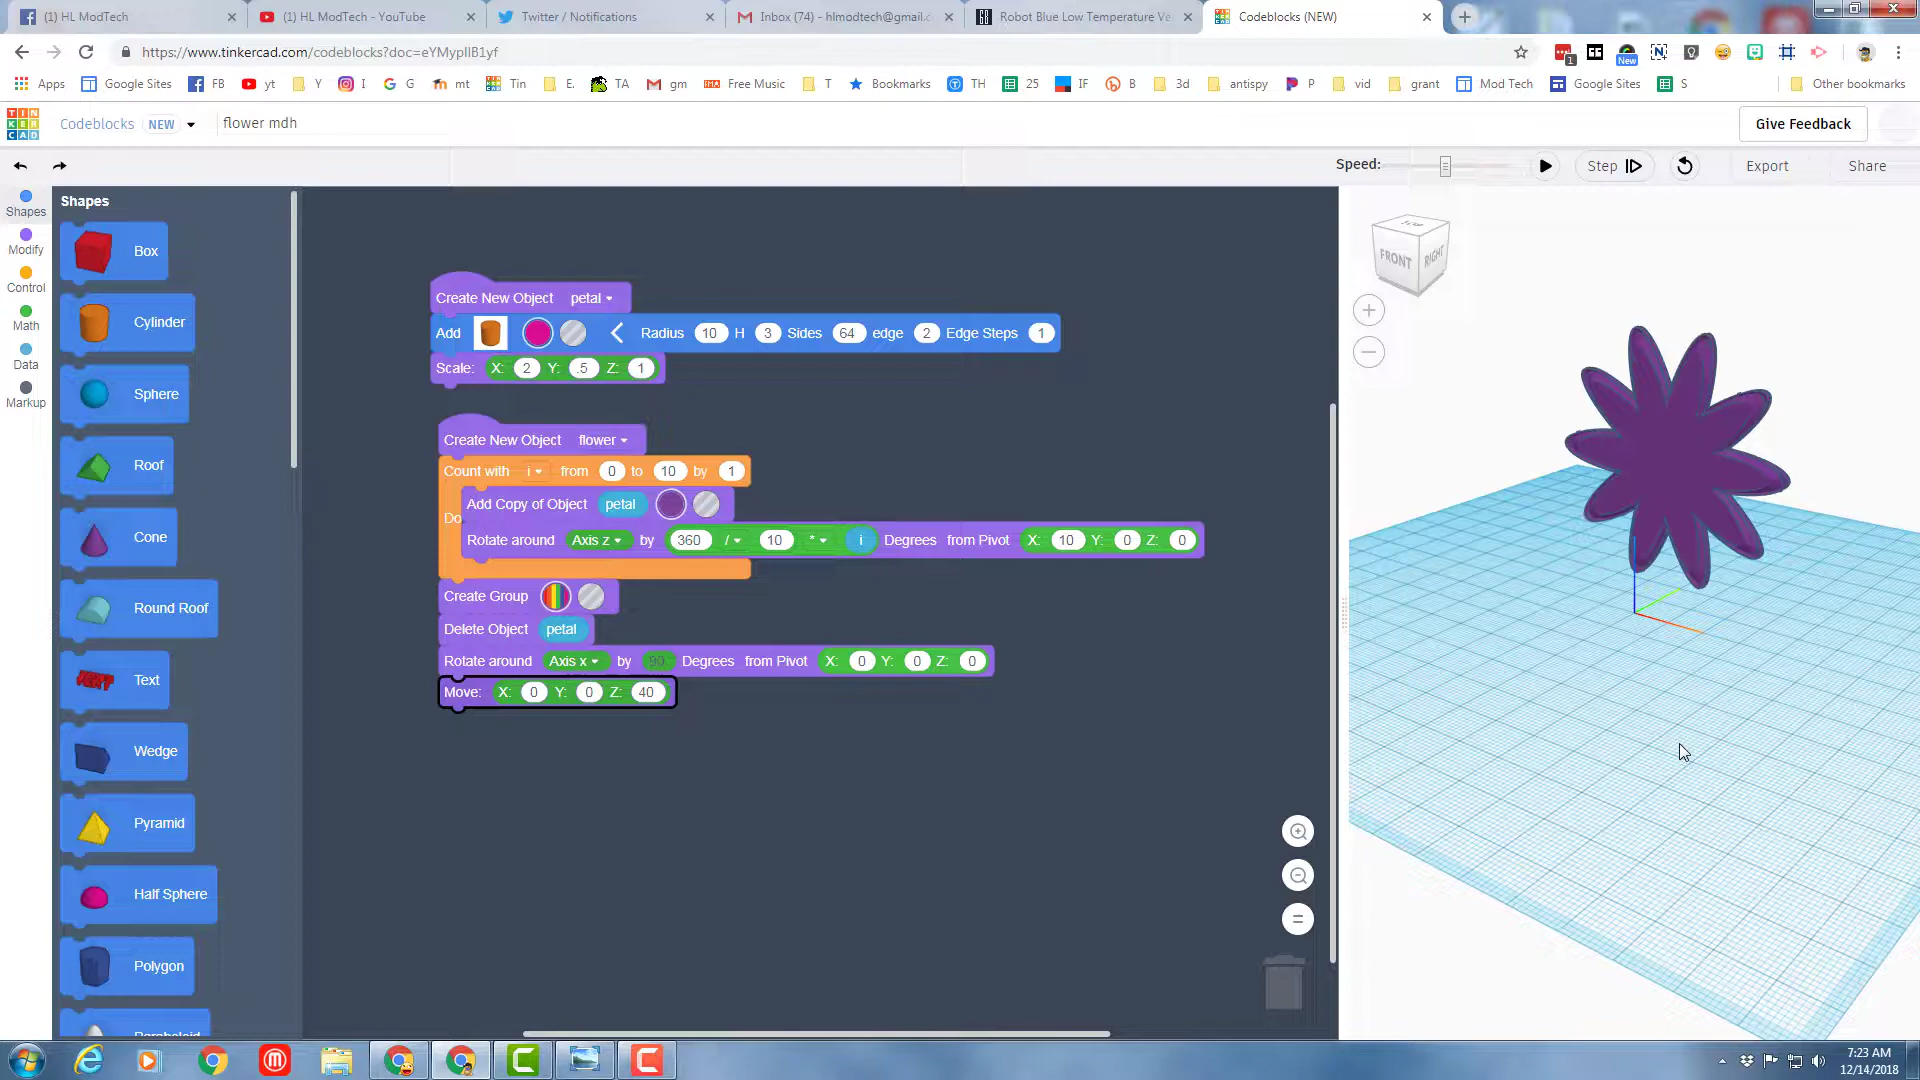 (1) HL ModTech
(1) HL ModTech - YouTube
Twitter / Notifications
Inbox (74) - hlmodtech@gmail.c
Robot Blue Low Temperature Ve
Codeblocks (NEW)
https://www.tinkercad.com/codeblocks?doc=eYMypIlB1yf
Apps Google Sites FB yt Y I G mt Tin E. TA gm Free Music T Bookmarks TH 25 IF B 3d antispy P vid grant Mod Tech Google Sites S Other bookmarks
TIN KER CAD
Codeblocks NEW flower mdh Give Feedback
Speed: Step Export Share
Shapes
Modify
Control
Math
Data
Markup
Shapes
Box
Cylinder
Sphere
Roof
Cone
Round Roof
Text
Wedge
Pyramid
Half Sphere
Polygon
Paraboloid
Create New Object petal
Add Radius 10 H 3 Sides 64 edge 2 Edge Steps 1
Scale: X: 2 Y: .5 Z: 1
Create New Object flower
Count with i from 0 to 10 by 1
Add Copy of Object petal
Do
Rotate around Axis z by 360 / 10 * i Degrees from Pivot X: 10 Y: 0 Z: 0
Create Group
Delete Object petal
Rotate around Axis x by 90 Degrees from Pivot X: 0 Y: 0 Z: 0
Move: X: 0 Y: 0 Z: 40
TOP
FRONT
RIGHT
7:23 AM
12/14/2018